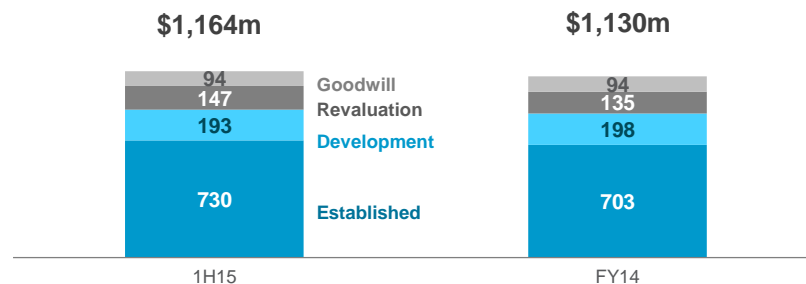 $1,164m
$1,130m
94
Goodwill
94
147
Revaluation
135
193
Development
198
730
Established
703
1H15
FY14